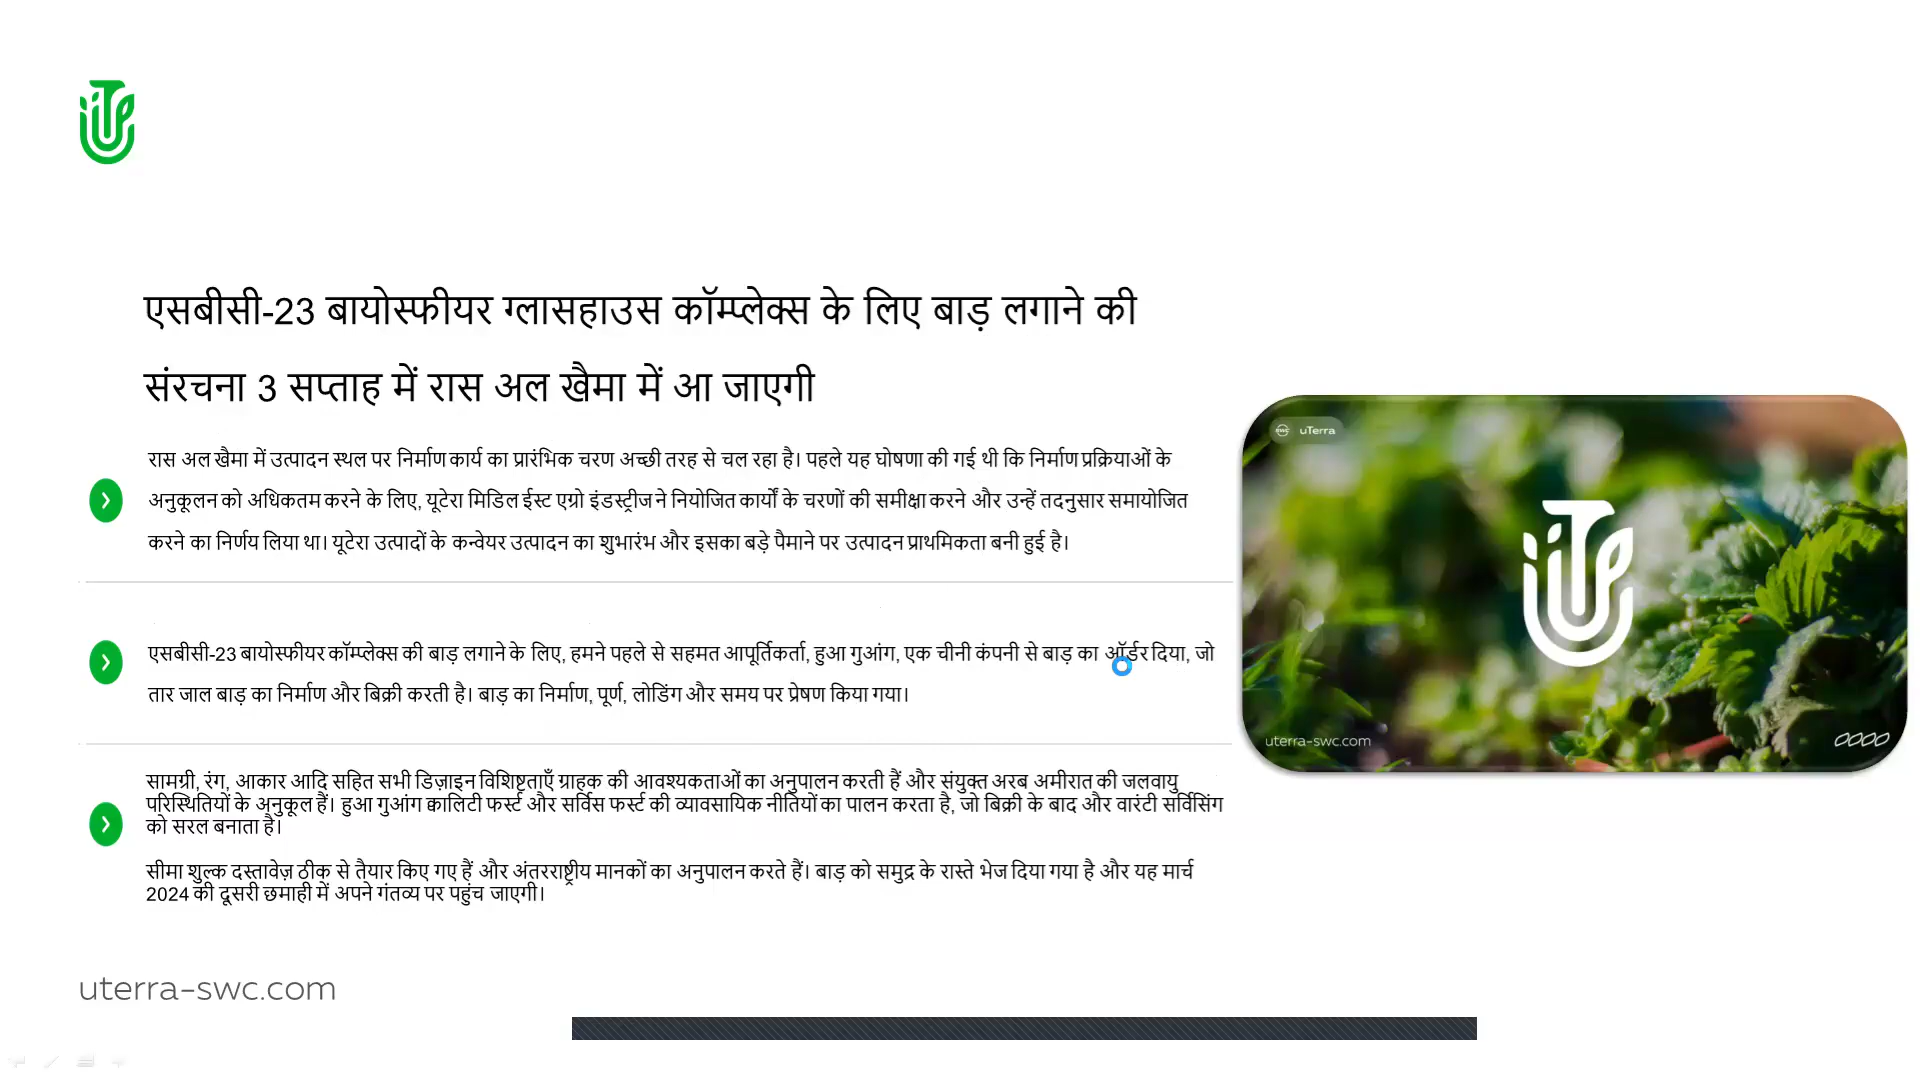 एसबीसी-23 बायोस्फीयर ग्लासहाउस कॉम्प्लेक्स के लिए बाड़ लगाने की
संरचना 3 सप्ताह में रास अल खैमा में आ जाएगी
रास अल खैमा में उत्पादन स्थल पर निर्माण कार्य का प्रारंभिक चरण अच्छी तरह से चल रहा है। पहले यह घोषणा की गई थी कि निर्माण प्रक्रियाओं के
अनुकूलन को अधिकतम करने के लिए, यूटेरा मिडिल ईस्ट एग्रो इंडस्ट्रीज ने नियोजित कार्यों के चरणों की समीक्षा करने और उन्हें तदनुसार समायोजित
करने का निर्णय लिया था। यूटेरा उत्पादों के कन्वेयर उत्पादन का शुभारंभ और इसका बड़े पैमाने पर उत्पादन प्राथमिकता बनी हुई है।
एसबीसी-23 बायोस्फीयर कॉम्प्लेक्स की बाड़ लगाने के लिए, हमने पहले से सहमत आपूर्तिकर्ता, हुआ गुआंग, एक चीनी कंपनी से बाड़ का ऑर्डर दिया, जो
तार जाल बाड़ का निर्माण और बिक्री करती है। बाड़ का निर्माण, पूर्ण, लोडिंग और समय पर प्रेषण किया गया।
सामग्री, रंग, आकार आदि सहित सभी डिज़ाइन विशिष्टताएँ ग्राहक की आवश्यकताओं का अनुपालन करती हैं और संयुक्त अरब अमीरात की जलवायु
परिस्थितियों के अनुकूल हैं। हुआ गुआंग क्वालिटी फर्स्ट और सर्विस फर्स्ट की व्यावसायिक नीतियों का पालन करता है, जो बिक्री के बाद और वारंटी सर्विसिंग
को सरल बनाता है।
सीमा शुल्क दस्तावेज़ ठीक से तैयार किए गए हैं और अंतरराष्ट्रीय मानकों का अनुपालन करते हैं। बाड़ को समुद्र के रास्ते भेज दिया गया है और यह मार्च
2024 की दूसरी छमाही में अपने गंतव्य पर पहुंच जाएगी।
swc uTerra
uterra-swc.com
uterra-swc.com